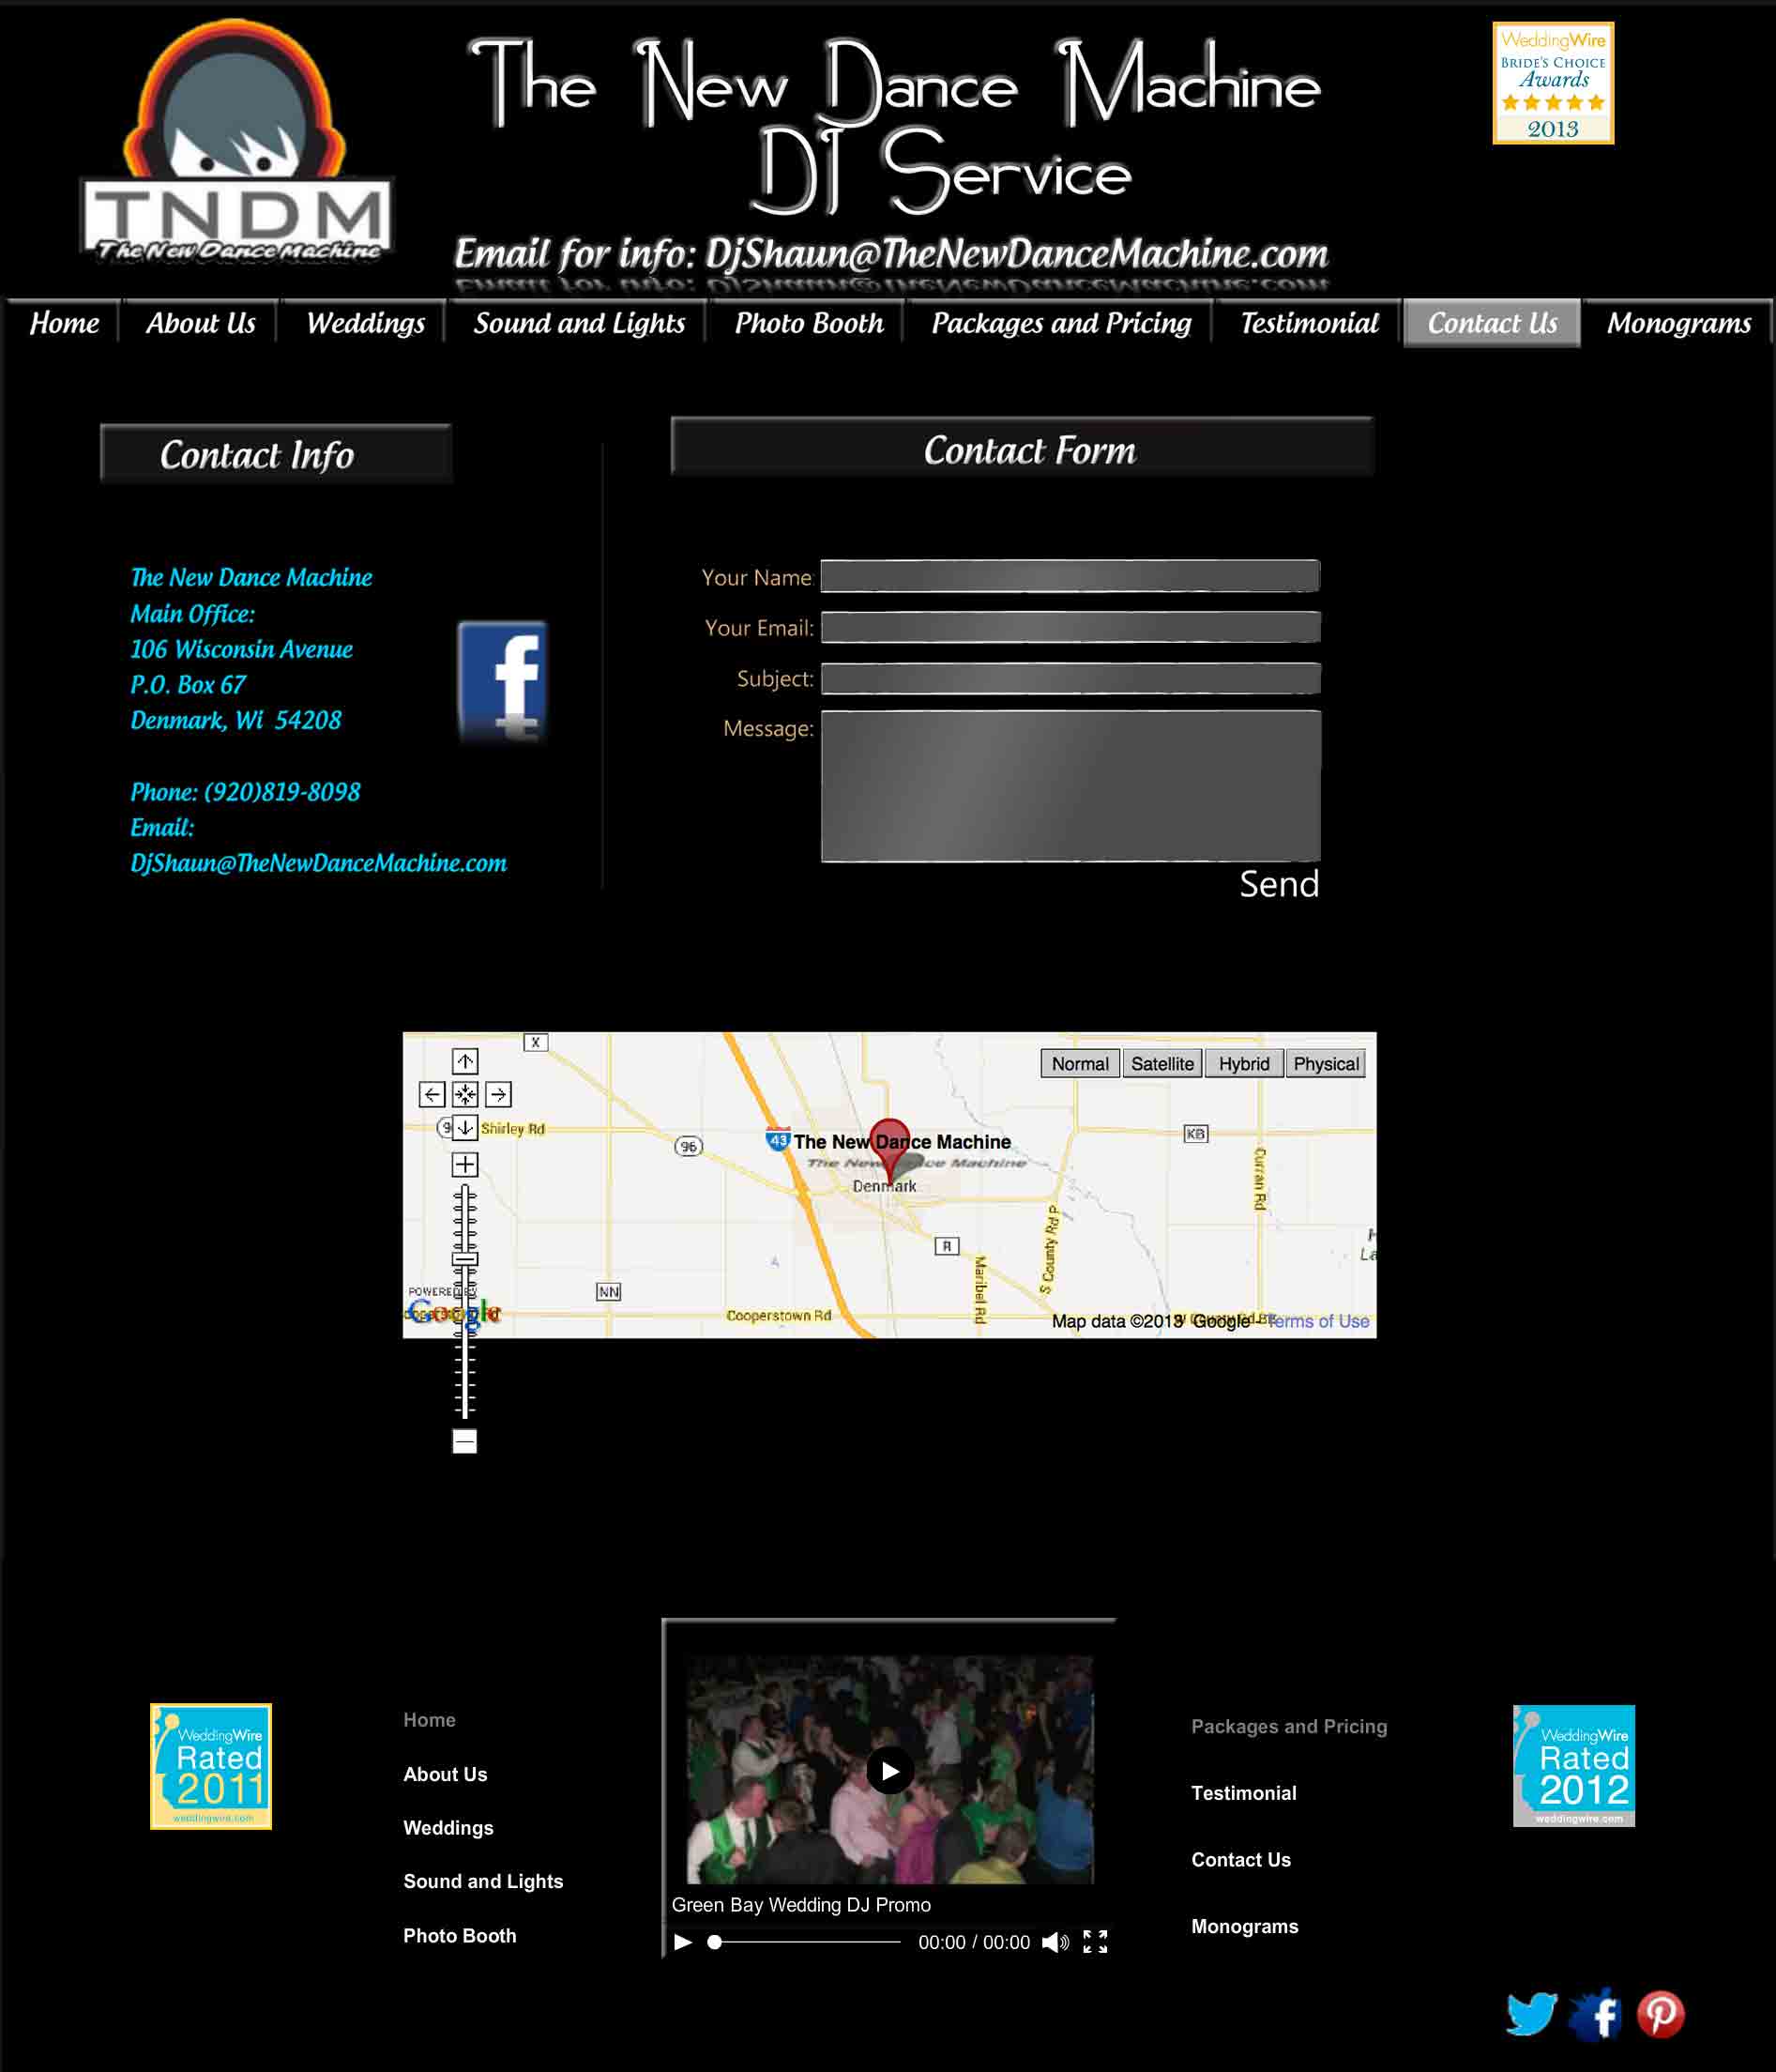 The New Dance Machine
DJ Service
Email for info: DjShaun@TheNewDanceMachine.com
TNDM
The New Dance Machine
WeddingWire
BRIDE'S CHOICE
Awards
2013
Home
About Us
Weddings
Sound and Lights
Photo Booth
Packages and Pricing
Testimonial
Contact Us
Monograms
Contact Info
Contact Form
The New Dance Machine
Main Office:
106 Wisconsin Avenue
P.O. Box 67
Denmark, Wi  54208
Phone: (920)819-8098
Email:
DjShaun@TheNewDanceMachine.com
f
Your Name:
Your Email:
Subject:
Message:
Send
X
Normal
Satellite
Hybrid
Physical
Shirley Rd
96
43
The New Dance Machine
The New Dance Machine
Denmark
KB
Curran Rd
R
S County Rd P
Maribel Rd
NN
POWERED BY
Google
Cooperstown Rd
Map data ©2013 Google - Terms of Use
WeddingWire
Rated
2011
weddingwire.com
Home
About Us
Weddings
Sound and Lights
Photo Booth
Green Bay Wedding DJ Promo
00:00 / 00:00
Packages and Pricing
Testimonial
Contact Us
Monograms
WeddingWire
Rated
2012
weddingwire.com
f